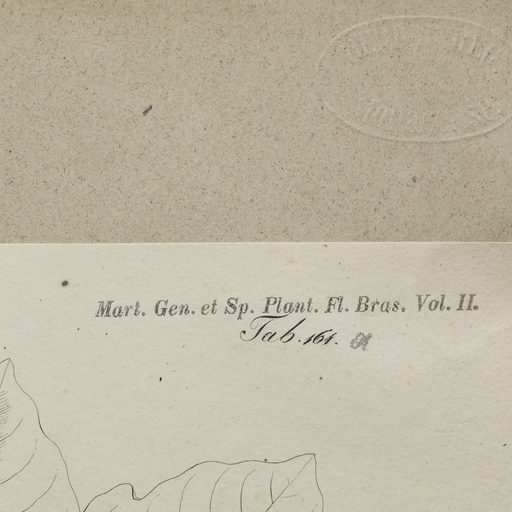 Mart. Gen. et Sp. Plant. Fl. Bras. Vol. II.
Tab. 161.